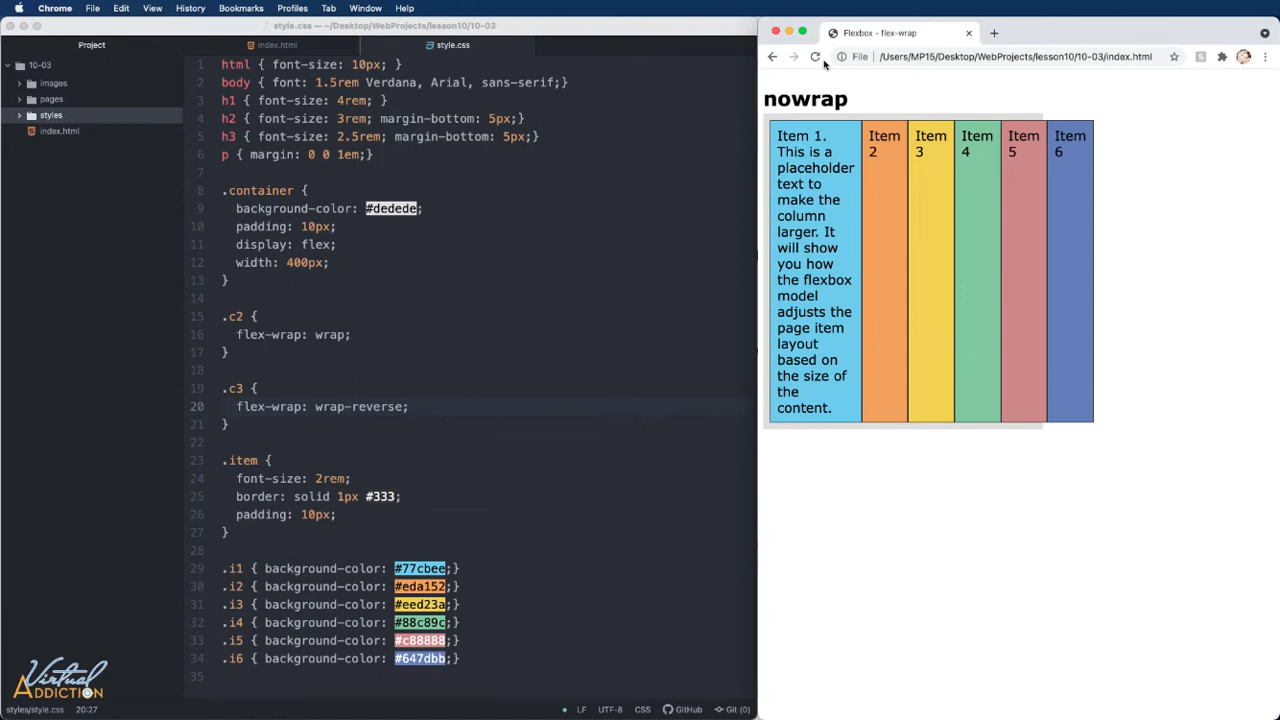 Chrome File Edit View History Bookmarks Profiles Tab Window Help
style.css — ~/Desktop/WebProjects/lesson10/10-03
Project
index.html
style.css
10-03
images
pages
styles
index.html
1 html { font-size: 10px; }
2 body { font: 1.5rem Verdana, Arial, sans-serif;}
3 h1 { font-size: 4rem; }
4 h2 { font-size: 3rem; margin-bottom: 5px;}
5 h3 { font-size: 2.5rem; margin-bottom: 5px;}
6 p { margin: 0 0 1em;}
7
8 .container {
9 background-color: #dedede;
10 padding: 10px;
11 display: flex;
12 width: 400px;
13 }
14
15 .c2 {
16 flex-wrap: wrap;
17 }
18
19 .c3 {
20 flex-wrap: wrap-reverse;
21 }
22
23 .item {
24 font-size: 2rem;
25 border: solid 1px #333;
26 padding: 10px;
27 }
28
29 .i1 { background-color: #77cbee;}
30 .i2 { background-color: #eda152;}
31 .i3 { background-color: #eed23a;}
32 .i4 { background-color: #88c89c;}
33 .i5 { background-color: #c88888;}
34 .i6 { background-color: #647dbb;}
35
Virtual
ADDICTION
styles/style.css 20:27
LF UTF-8 CSS GitHub Git (0)
Flexbox - flex-wrap
File /Users/MP15/Desktop/WebProjects/lesson10/10-03/index.html
nowrap
Item 1.
This is a
placeholder
text to
make the
column
larger. It
will show
you how
the flexbox
model
adjusts the
page item
layout
based on
the size of
the
content.
Item
2
Item
3
Item
4
Item
5
Item
6